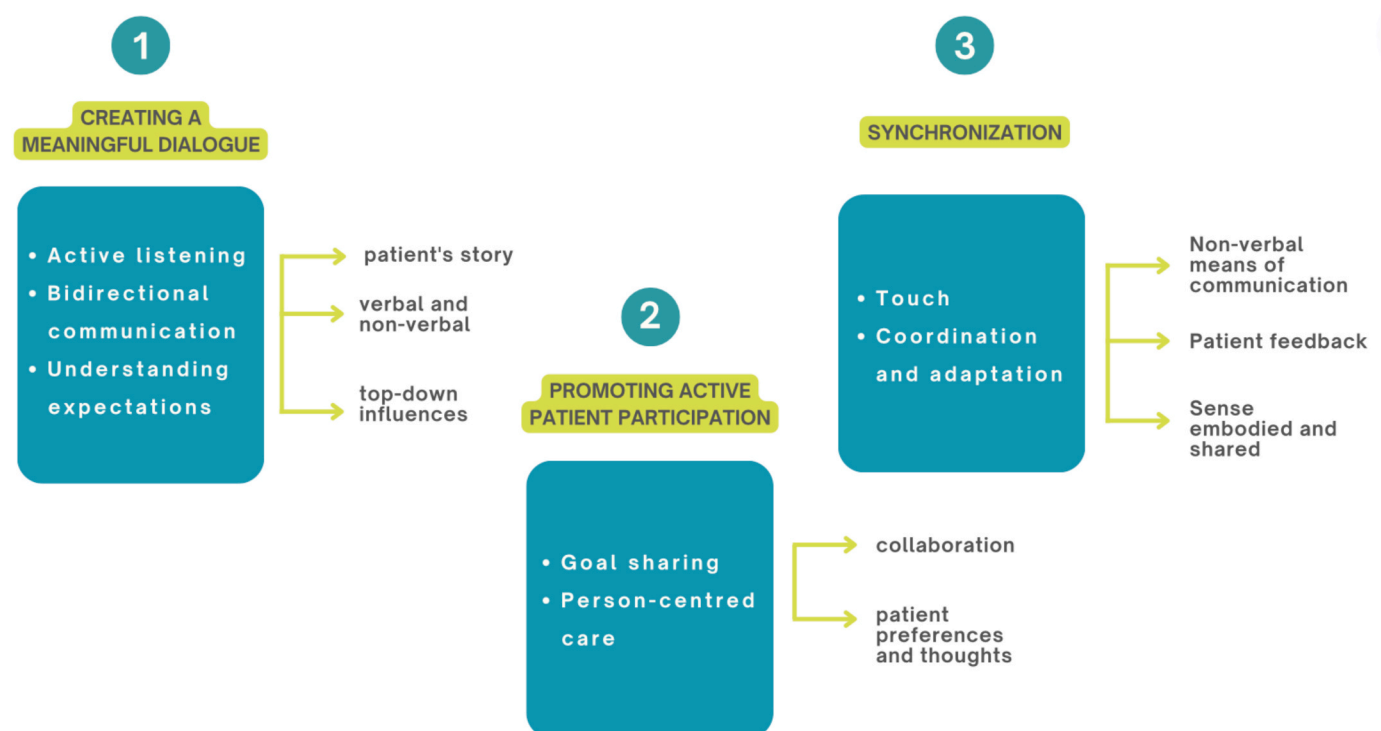 1
CREATING A
MEANINGFUL DIALOGUE
• Active listening
• Bidirectional
communication
• Understanding
expectations
patient's story
verbal and
non-verbal
top-down
influences
2
PROMOTING ACTIVE
PATIENT PARTICIPATION
• Goal sharing
• Person-centred
care
collaboration
patient
preferences
and thoughts
3
SYNCHRONIZATION
• Touch
• Coordination
and adaptation
Non-verbal
means of
communication
Patient feedback
Sense
embodied and
shared